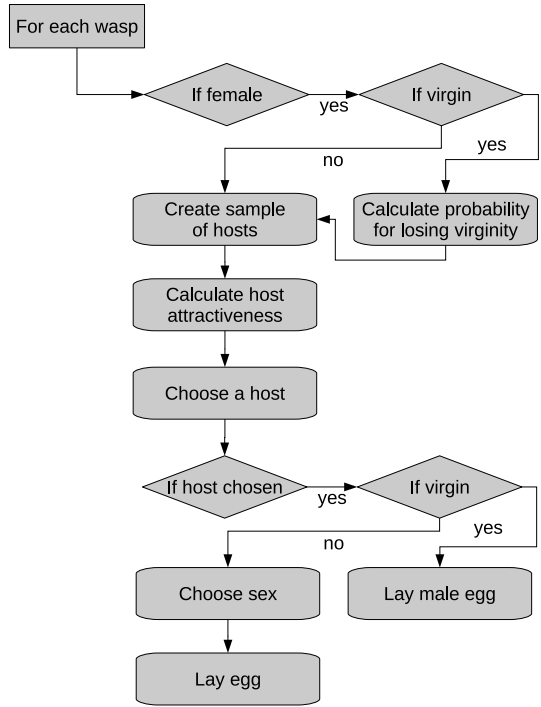 For each wasp
If female
yes
If virgin
yes
no
Create sample
of hosts
Calculate probability
for losing virginity
Calculate host
attractiveness
Choose a host
If host chosen
yes
If virgin
yes
no
Choose sex
Lay male egg
Lay egg